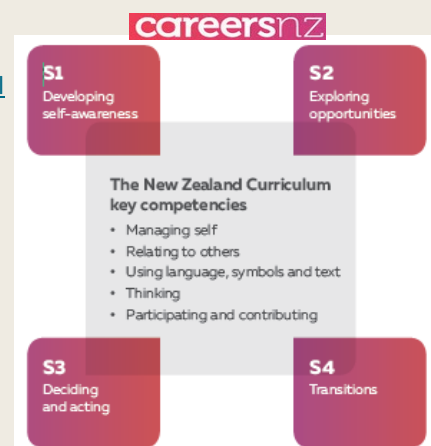 careersnz
S1
Developing
self-awareness
S2
Exploring
opportunities
The New Zealand Curriculum
key competencies
• Managing self
• Relating to others
• Using language, symbols and text
• Thinking
• Participating and contributing
S3
Deciding
and acting
S4
Transitions